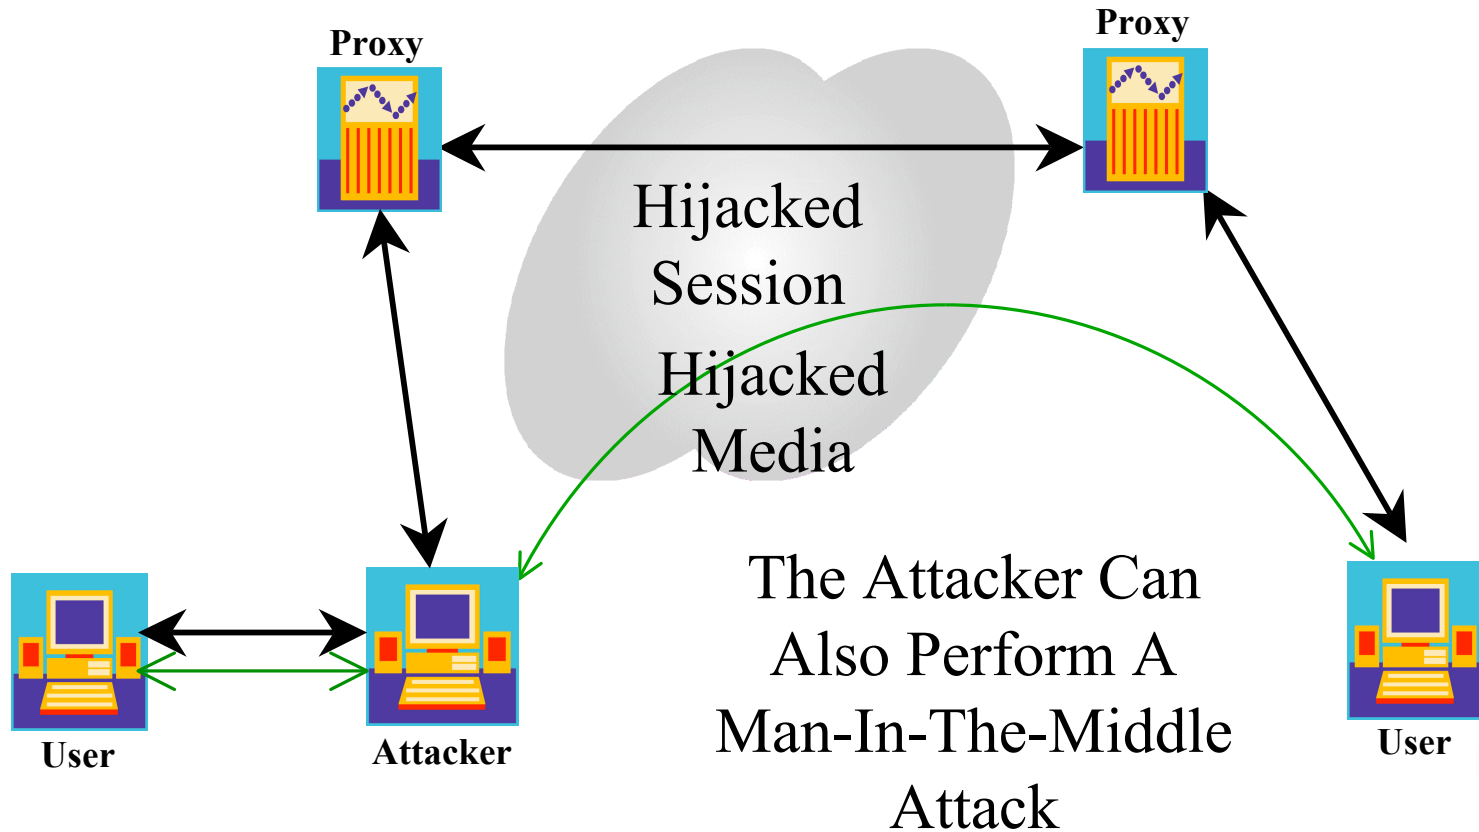 Proxy
Proxy
Hijacked
Session
Hijacked
Media
The Attacker Can
Also Perform A
Man-In-The-Middle
Attack
User
Attacker
User